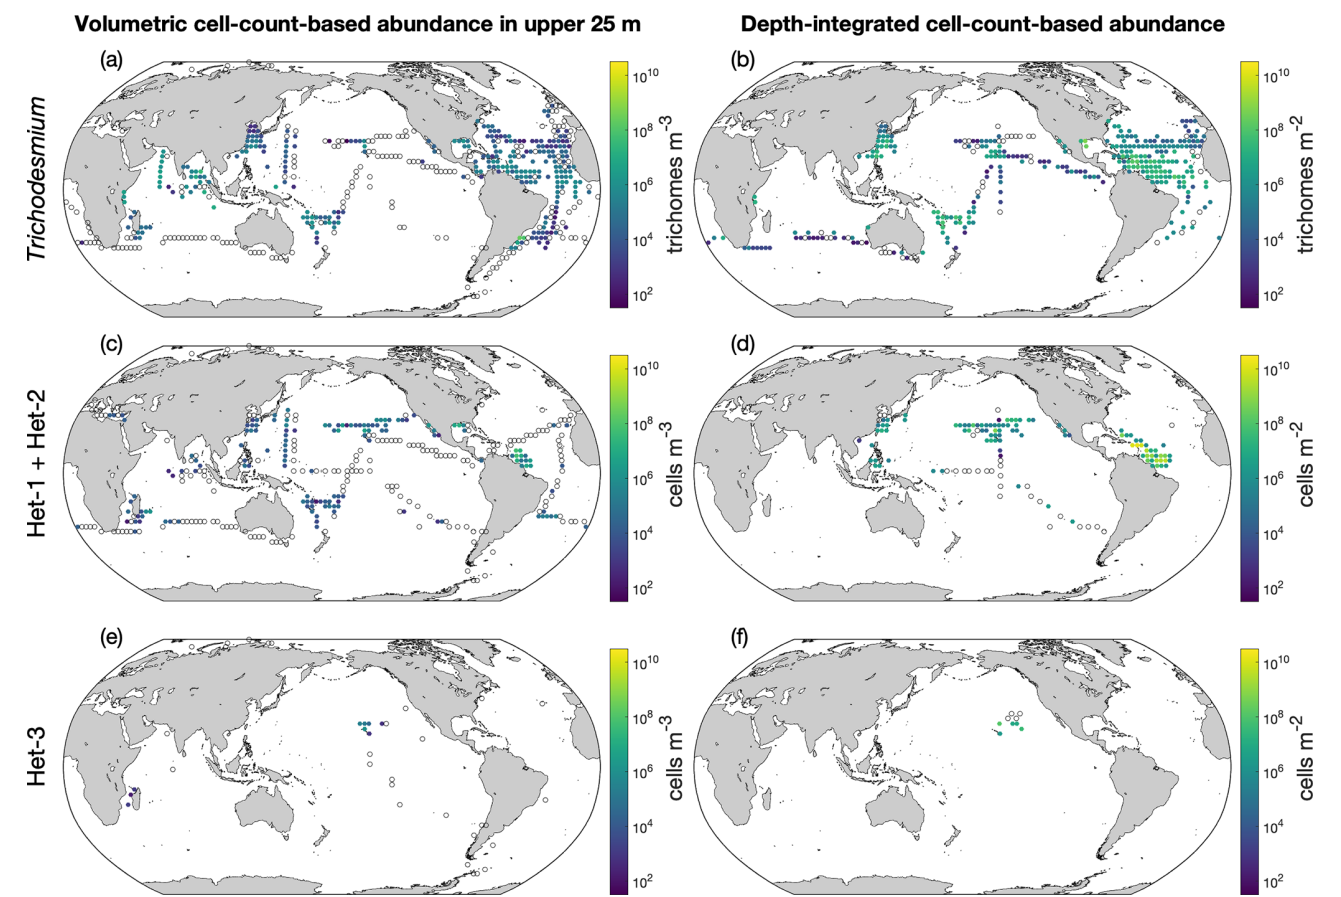 Volumetric cell-count-based abundance in upper 25 m
Depth-integrated cell-count-based abundance
(a)
(b)
Trichodesmium
10^10
10^8
10^6
10^4
10^2
trichomes m^-3
10^10
10^8
10^6
10^4
10^2
trichomes m^-2
(c)
(d)
Het-1 + Het-2
10^10
10^8
10^6
10^4
10^2
cells m^-3
10^10
10^8
10^6
10^4
10^2
cells m^-2
(e)
(f)
Het-3
10^10
10^8
10^6
10^4
10^2
cells m^-3
10^10
10^8
10^6
10^4
10^2
cells m^-2